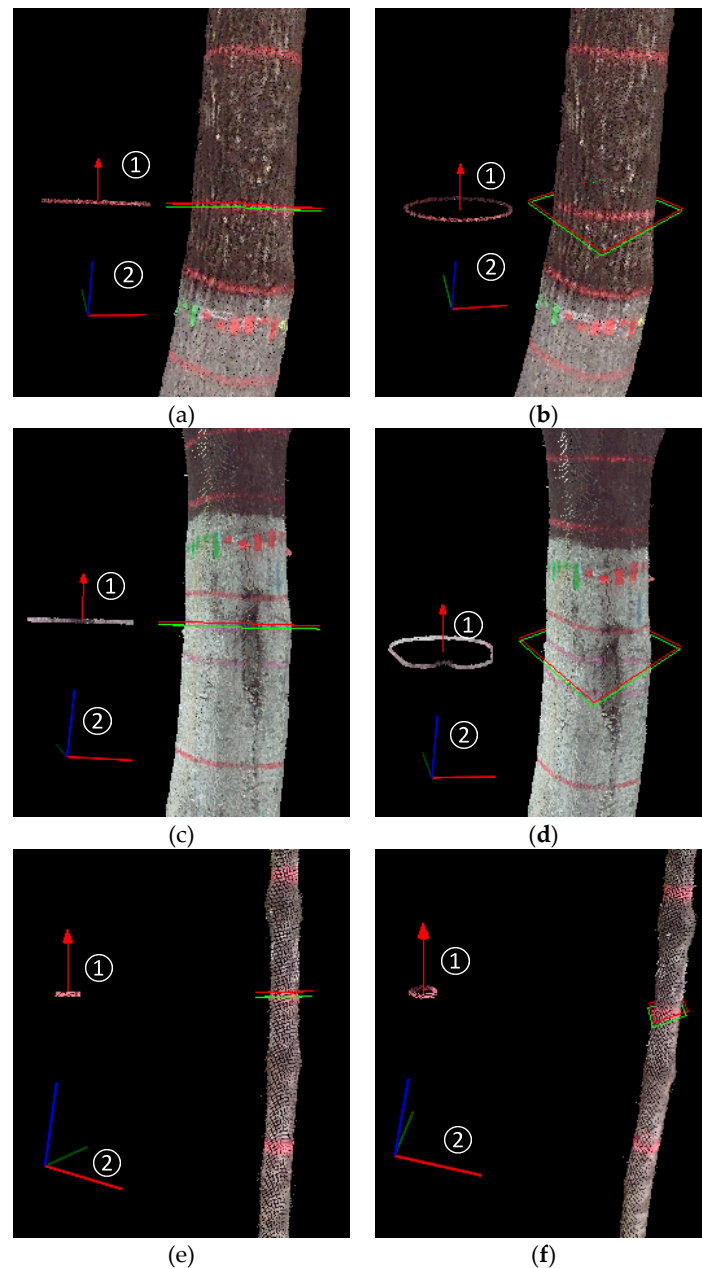 ① ①
② ②
(a) (b)
① ①
② ②
(c) (d)
① ①
② ②
(e) (f)